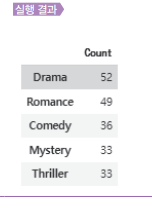 실행 결과
Count
Drama 52
Romance 49
Comedy 36
Mystery 33
Thriller 33